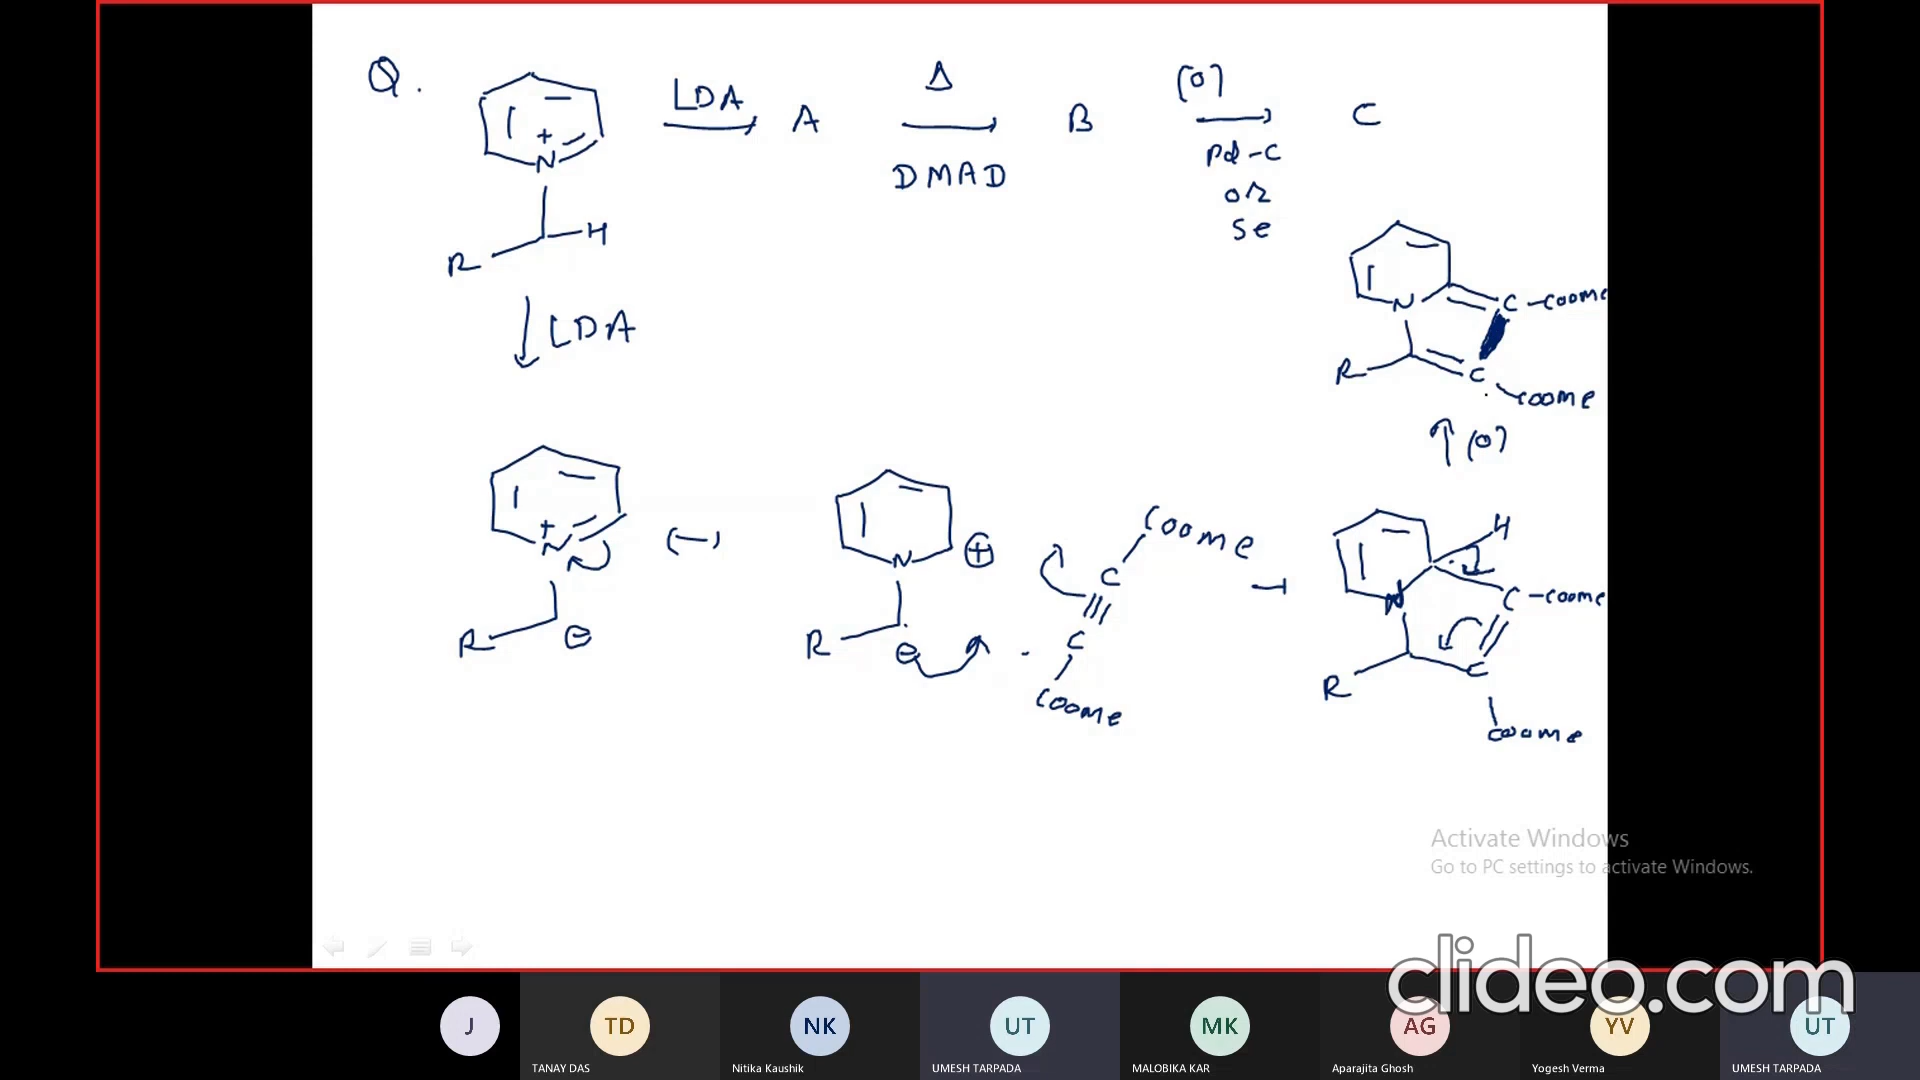 Q.
LDA A Δ B [O] C
DMAD Pd-C
or
Se
N
+
R H
LDA
N C -COOMe
R C COOMe
[O]
+
N
R ⊖
N ⊕
R ⊖
COOMe
C
C
COOMe
H
N C -COOMe
R C
COOMe
Activate Windows
Go to PC settings to activate Windows.
clideo.com
J TD NK UT MK AG YV UT
TANAY DAS Nitika Kaushik UMESH TARPADA MALOBIKA KAR Aparajita Ghosh Yogesh Verma UMESH TARPADA